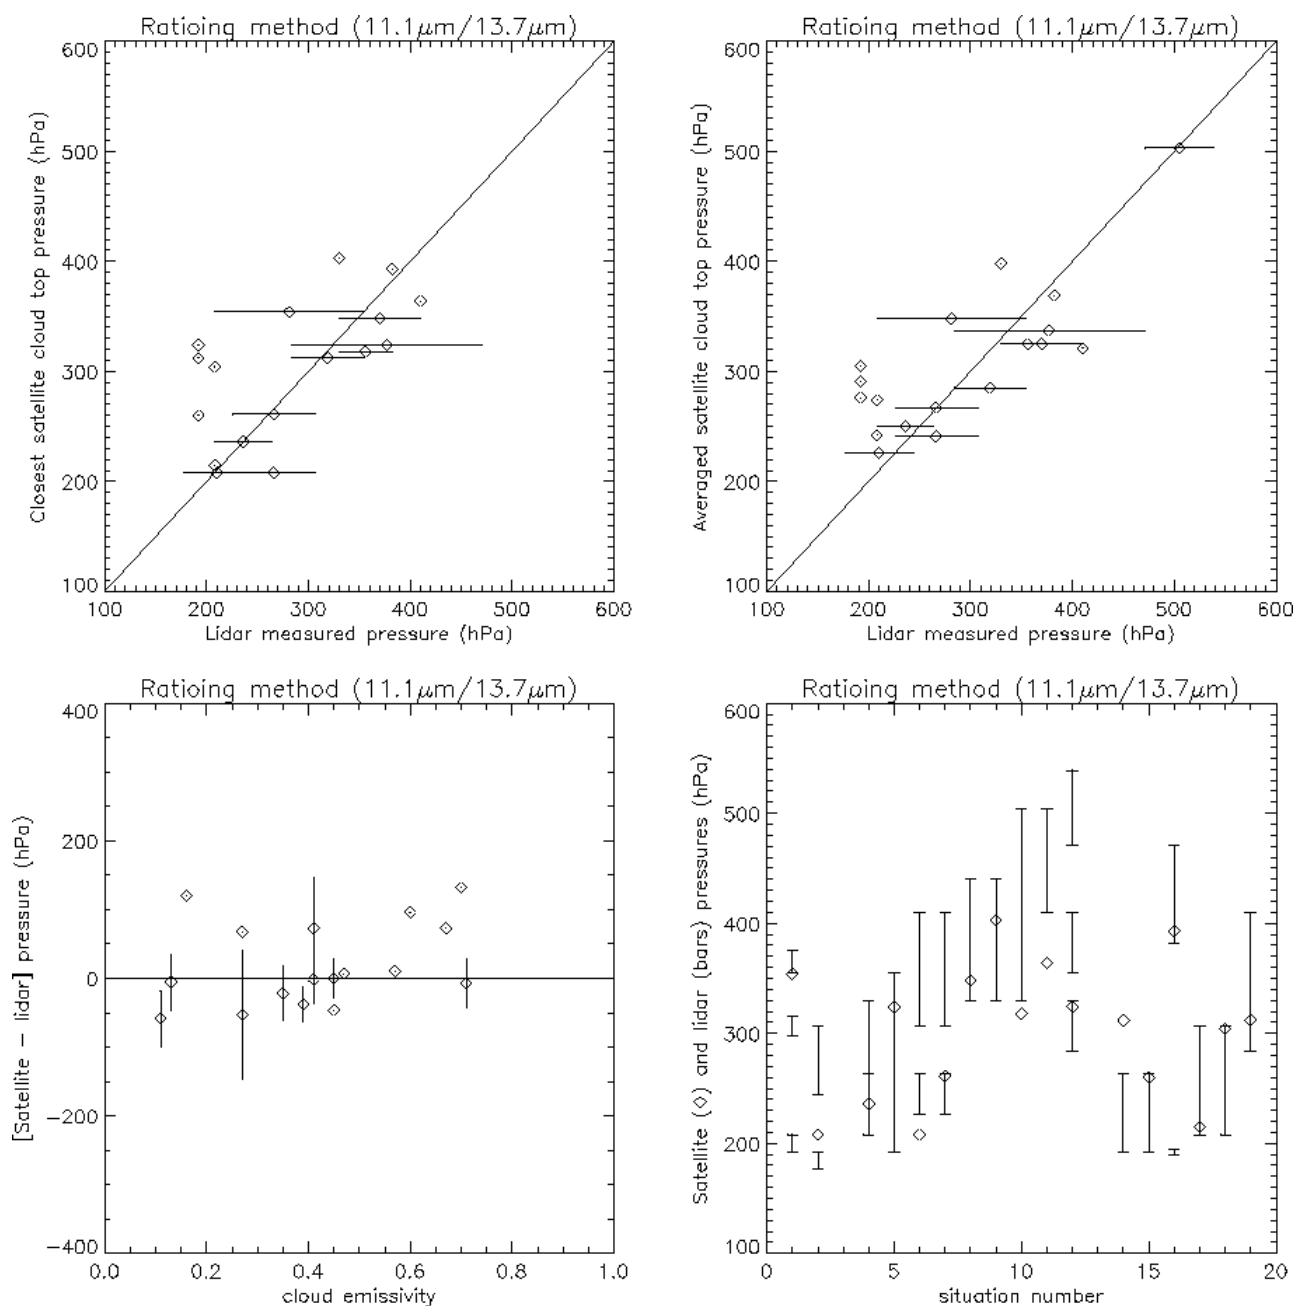 Ratioing method (11.1μm/13.7μm)
600
500
400
300
200
100
Closest satellite cloud top pressure (hPa)
100 200 300 400 500 600
Lidar measured pressure (hPa)
Ratioing method (11.1μm/13.7μm)
600
500
400
300
200
100
Averaged satellite cloud top pressure (hPa)
100 200 300 400 500 600
Lidar measured pressure (hPa)
Ratioing method (11.1μm/13.7μm)
400
200
0
-200
-400
[Satellite - lidar] pressure (hPa)
0.0 0.2 0.4 0.6 0.8 1.0
cloud emissivity
Ratioing method (11.1μm/13.7μm)
600
500
400
300
200
100
Satellite (◇) and lidar (bars) pressures (hPa)
0 5 10 15 20
situation number